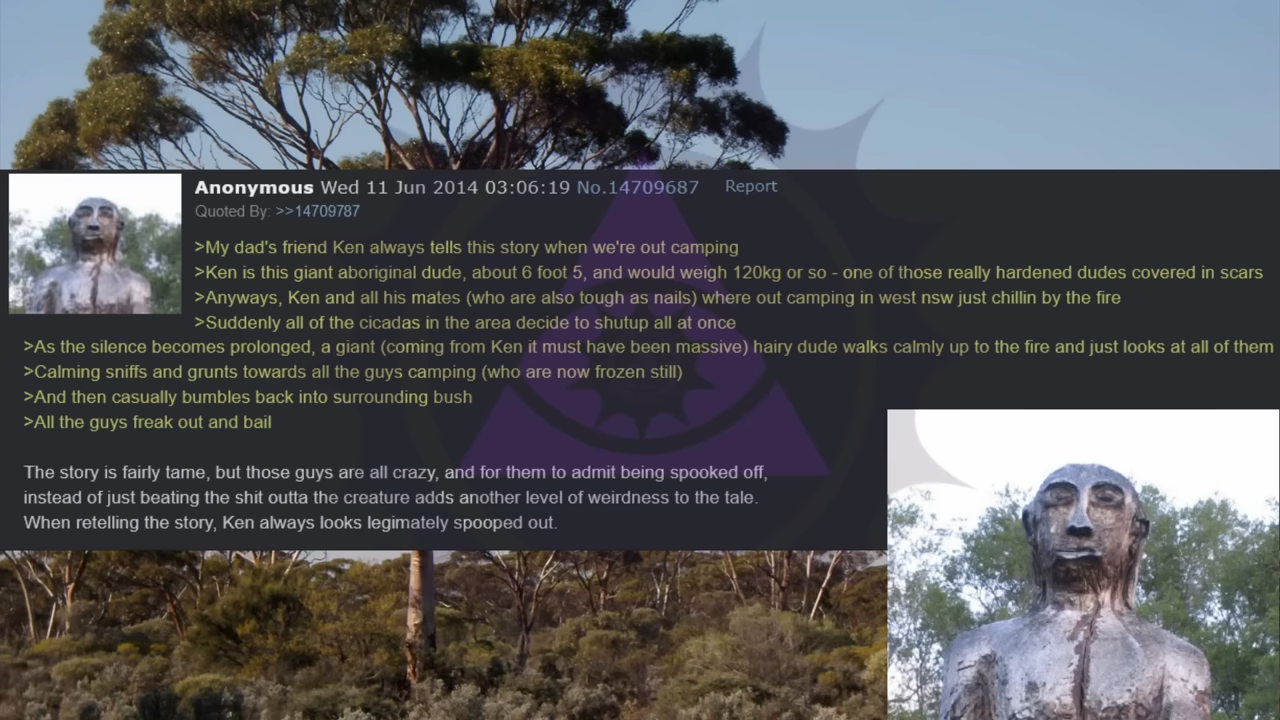 Anonymous Wed 11 Jun 2014 03:06:19 No.14709687 Report
Quoted By: >>14709787
>My dad's friend Ken always tells this story when we're out camping
>Ken is this giant aboriginal dude, about 6 foot 5, and would weigh 120kg or so - one of those really hardened dudes covered in scars
>Anyways, Ken and all his mates (who are also tough as nails) where out camping in west nsw just chillin by the fire
>Suddenly all of the cicadas in the area decide to shutup all at once
>As the silence becomes prolonged, a giant (coming from Ken it must have been massive) hairy dude walks calmly up to the fire and just looks at all of them
>Calming sniffs and grunts towards all the guys camping (who are now frozen still)
>And then casually bumbles back into surrounding bush
>All the guys freak out and bail
The story is fairly tame, but those guys are all crazy, and for them to admit being spooked off,
instead of just beating the shit outta the creature adds another level of weirdness to the tale.
When retelling the story, Ken always looks legimately spooped out.